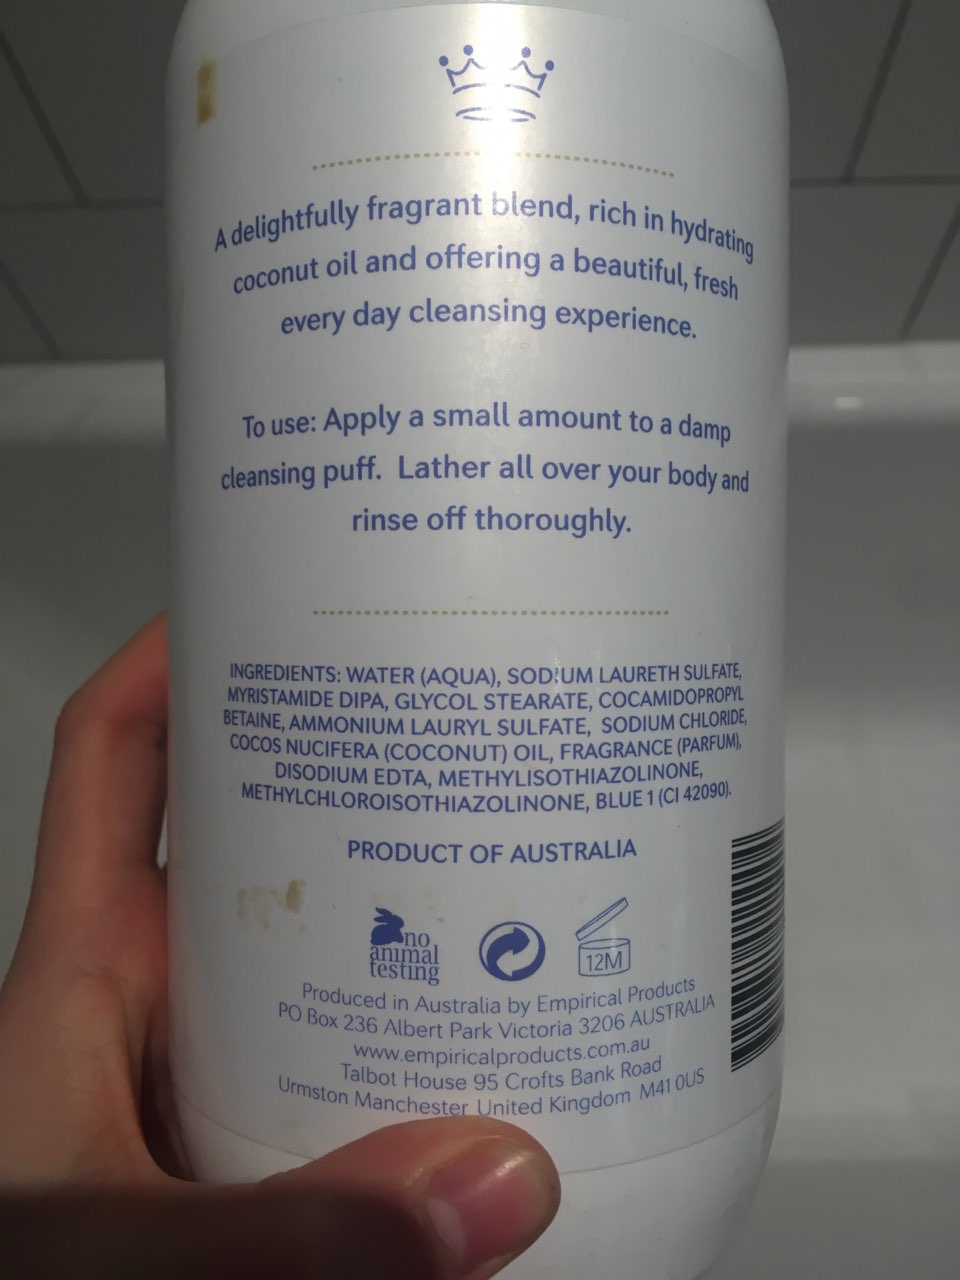 A delightfully fragrant blend, rich in hydrating
coconut oil and offering a beautiful, fresh
every day cleansing experience.
To use: Apply a small amount to a damp
cleansing puff. Lather all over your body and
rinse off thoroughly.
INGREDIENTS: WATER (AQUA), SODIUM LAURETH SULFATE,
MYRISTAMIDE DIPA, GLYCOL STEARATE, COCAMIDOPROPYL
BETAINE, AMMONIUM LAURYL SULFATE, SODIUM CHLORIDE,
COCOS NUCIFERA (COCONUT) OIL, FRAGRANCE (PARFUM),
DISODIUM EDTA, METHYLISOTHIAZOLINONE,
METHYLCHLOROISOTHIAZOLINONE, BLUE 1 (CI 42090).
PRODUCT OF AUSTRALIA
no
animal
testing
12M
Produced in Australia by Empirical Products
PO Box 236 Albert Park Victoria 3206 AUSTRALIA
www.empiricalproducts.com.au
Talbot House 95 Crofts Bank Road
Urmston Manchester United Kingdom M41 0US